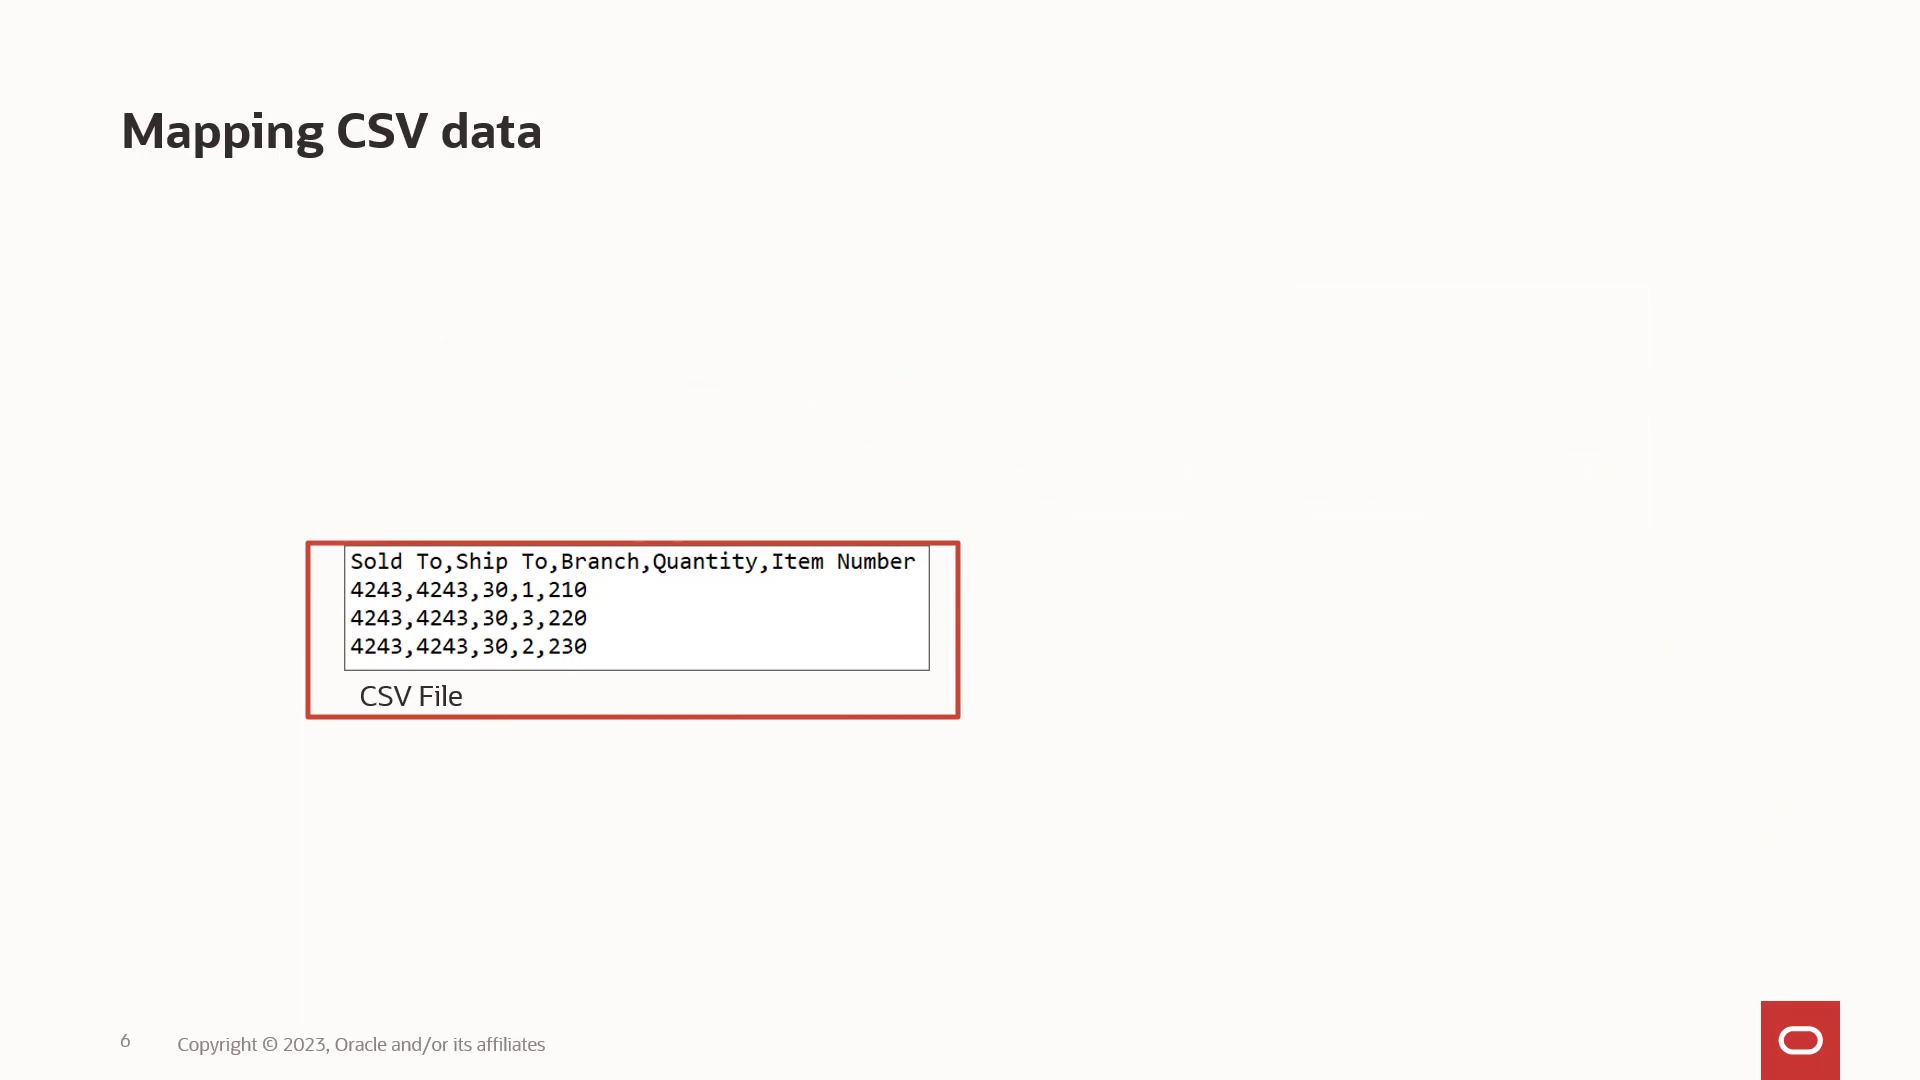 Mapping CSV data
Sold To,Ship To,Branch,Quantity,Item Number
4243,4243,30,1,210
4243,4243,30,3,220
4243,4243,30,2,230
CSV File
6 Copyright © 2023, Oracle and/or its affiliates